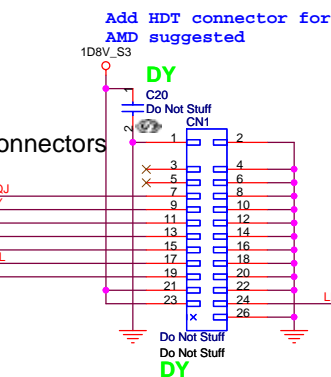 Add HDT connector for
AMD suggested
1D8V_S3
DY
C20
Do Not Stuff
1
2
CN1
onnectors
1 2
3 4
5 6
7 8
9 10
11 12
13 14
15 16
17 18
19 20
21 22
23 24
26
QJ
L
L
Do Not Stuff
Do Not Stuff
DY